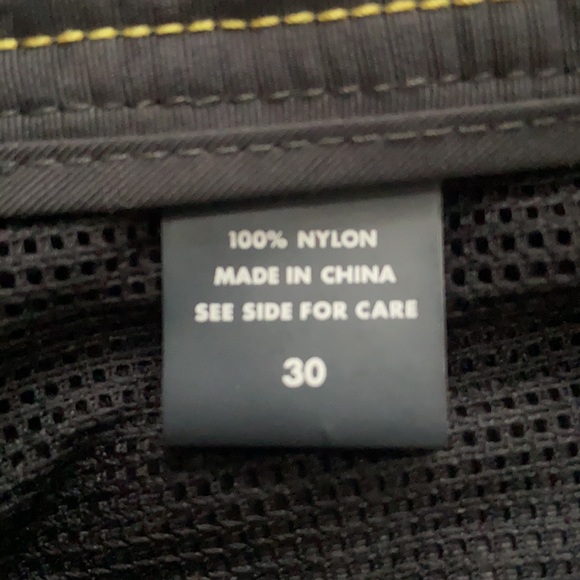 100% NYLON
MADE IN CHINA
SEE SIDE FOR CARE
30